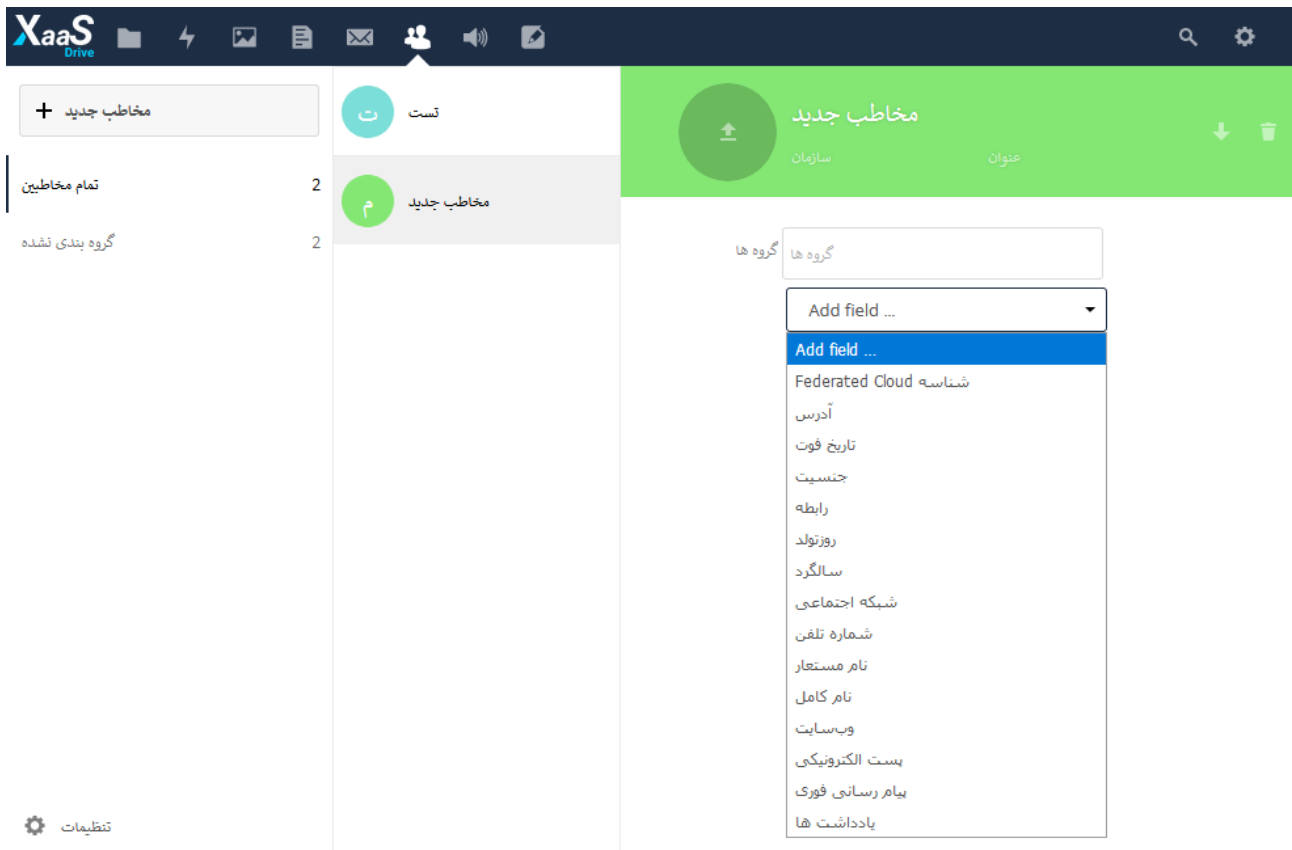 XaaS
Drive
مخاطب جدید
تمام مخاطبین 2
گروه بندی نشده 2
تنظیمات
ت تست
م مخاطب جدید
مخاطب جدید
سازمان عنوان
گروه ها گروه ها
Add field ...
Add field ...
شناسه Federated Cloud
آدرس
تاریخ فوت
جنسیت
رابطه
روزتولد
سالگرد
شبکه اجتماعی
شماره تلفن
نام مستعار
نام کامل
وب‌سایت
پست الکترونیکی
پیام رسانی فوری
یادداشت ها